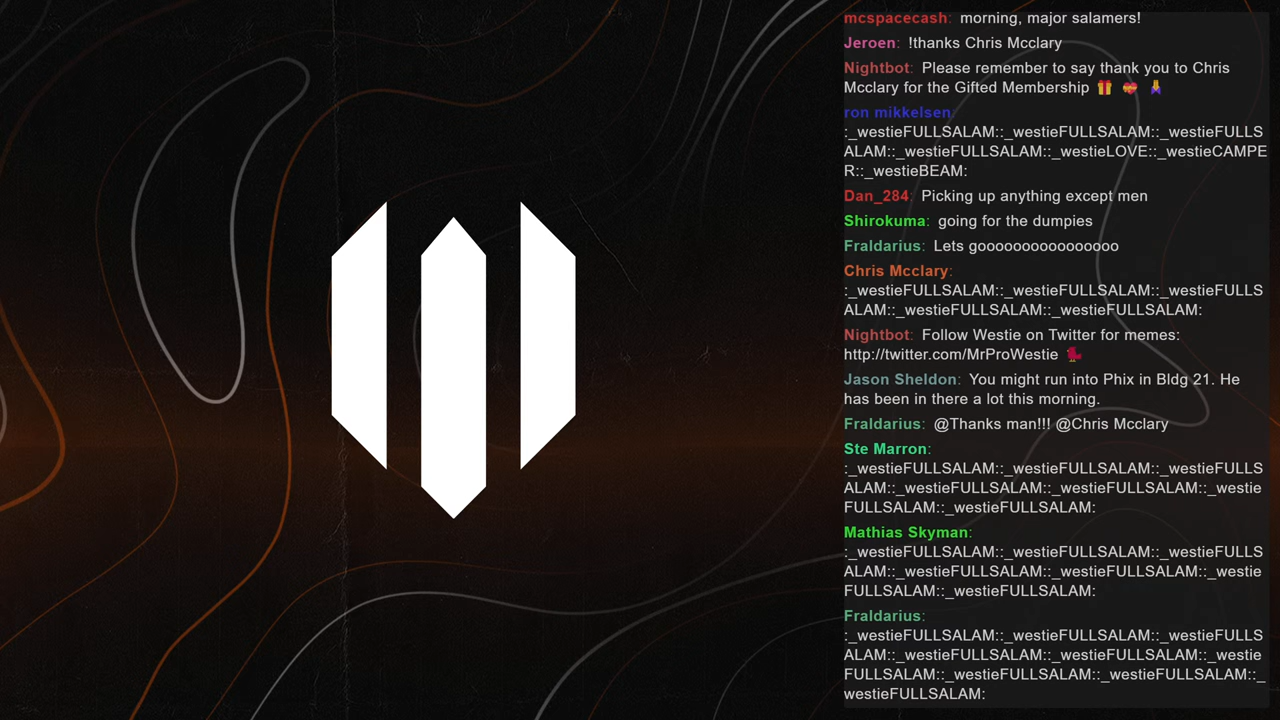 mcspacecash: morning, major salamers!
Jeroen: !thanks Chris Mcclary
Nightbot: Please remember to say thank you to Chris
Mcclary for the Gifted Membership
ron mikkelsen:
:_westieFULLSALAM::_westieFULLSALAM::_westieFULLS
ALAM::_westieFULLSALAM::_westieLOVE::_westieCAMPE
R::_westieBEAM:
Dan_284: Picking up anything except men
Shirokuma: going for the dumpies
Fraldarius: Lets gooooooooooooooo
Chris Mcclary:
:_westieFULLSALAM::_westieFULLSALAM::_westieFULLS
ALAM::_westieFULLSALAM::_westieFULLSALAM:
Nightbot: Follow Westie on Twitter for memes:
http://twitter.com/MrProWestie
Jason Sheldon: You might run into Phix in Bldg 21. He
has been in there a lot this morning.
Fraldarius: @Thanks man!!! @Chris Mcclary
Ste Marron:
:_westieFULLSALAM::_westieFULLSALAM::_westieFULLS
ALAM::_westieFULLSALAM::_westieFULLSALAM::_westie
FULLSALAM::_westieFULLSALAM:
Mathias Skyman:
:_westieFULLSALAM::_westieFULLSALAM::_westieFULLS
ALAM::_westieFULLSALAM::_westieFULLSALAM::_westie
FULLSALAM::_westieFULLSALAM:
Fraldarius:
:_westieFULLSALAM::_westieFULLSALAM::_westieFULLS
ALAM::_westieFULLSALAM::_westieFULLSALAM::_westie
FULLSALAM::_westieFULLSALAM::_westieFULLSALAM::_
westieFULLSALAM: